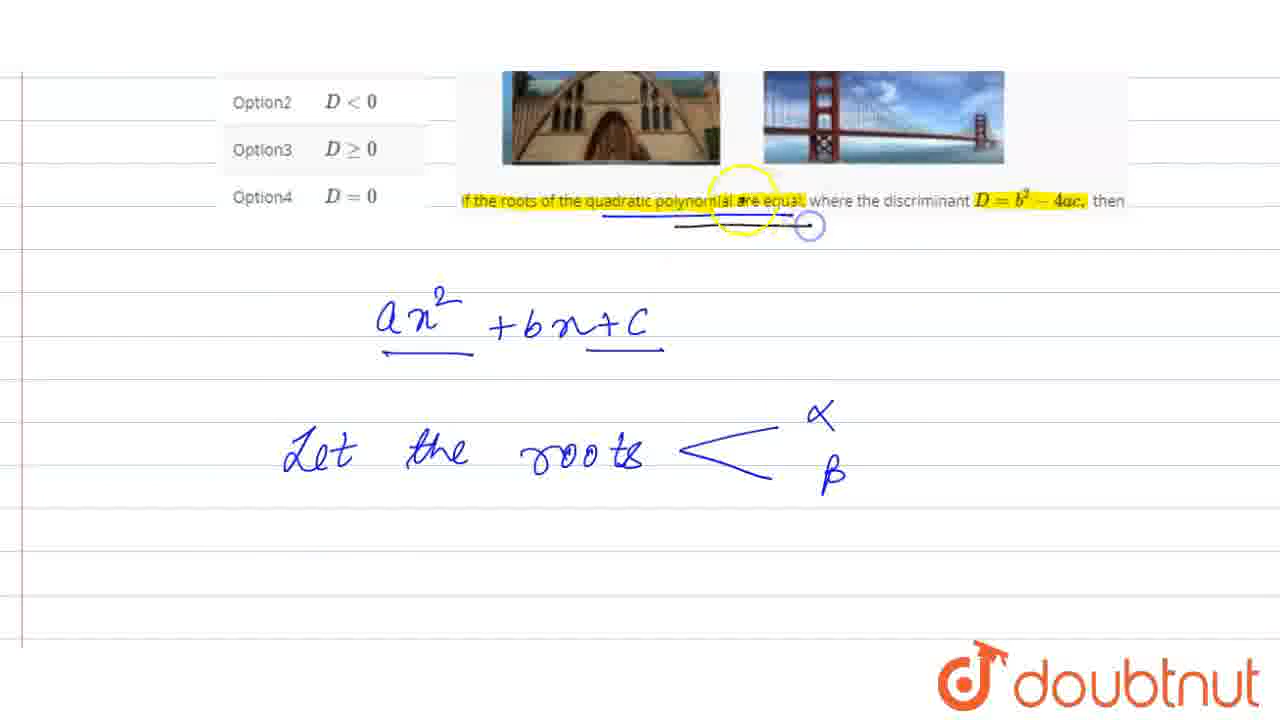 Option2 D < 0
Option3 D ≥ 0
Option4 D = 0
If the roots of the quadratic polynomial are equal, where the discriminant D = b² − 4ac, then
ax² + bx + c
Let the roots α
β
doubtnut